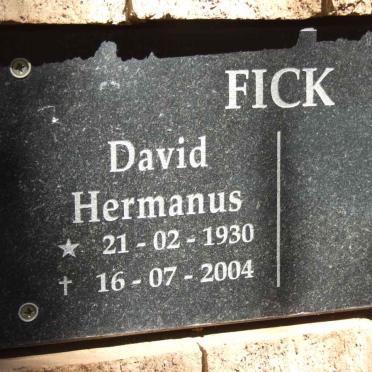 FICK
David
Hermanus
★ 21 - 02 - 1930
† 16 - 07 - 2004